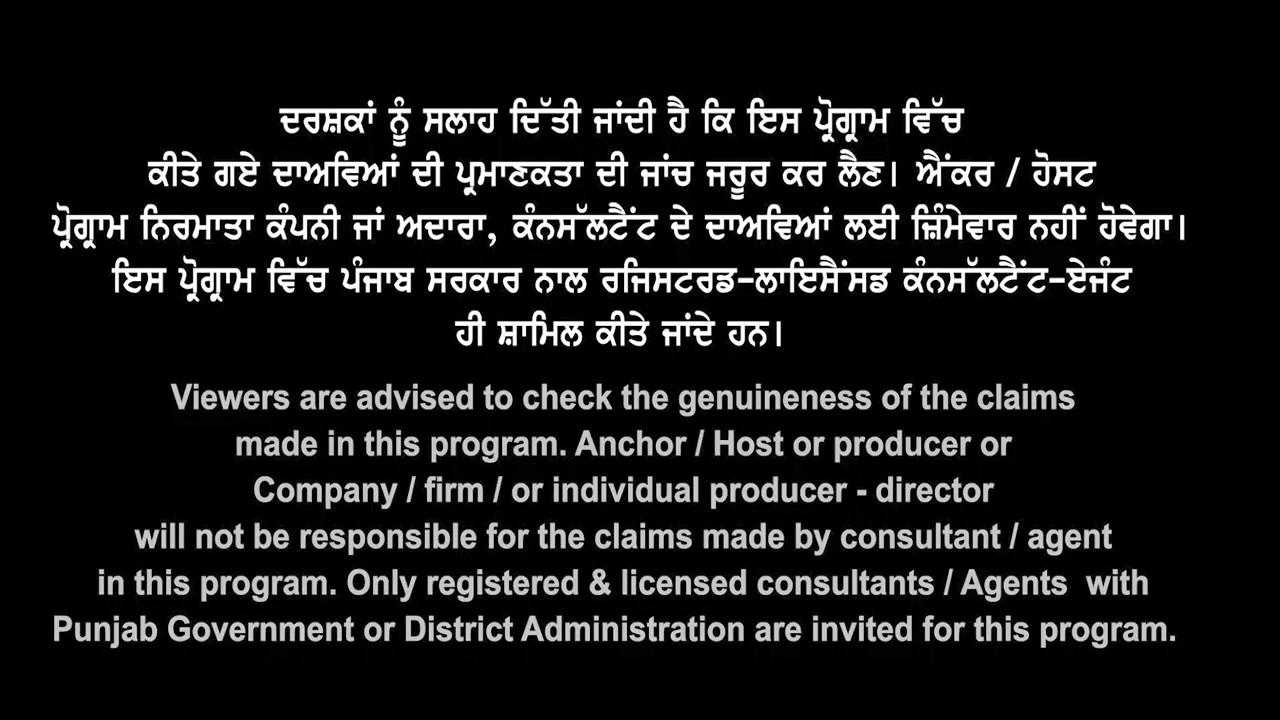 ਦਰਸ਼ਕਾਂ ਨੂੰ ਸਲਾਹ ਦਿੱਤੀ ਜਾਂਦੀ ਹੈ ਕਿ ਇਸ ਪ੍ਰੋਗ੍ਰਾਮ ਵਿੱਚ
ਕੀਤੇ ਗਏ ਦਾਅਵਿਆਂ ਦੀ ਪ੍ਰਮਾਣਕਤਾ ਦੀ ਜਾਂਚ ਜਰੂਰ ਕਰ ਲੈਣ। ਐਂਕਰ / ਹੋਸਟ
ਪ੍ਰੋਗ੍ਰਾਮ ਨਿਰਮਾਤਾ ਕੰਪਨੀ ਜਾਂ ਅਦਾਰਾ, ਕੰਨਸੱਲਟੈਂਟ ਦੇ ਦਾਅਵਿਆਂ ਲਈ ਜ਼ਿੰਮੇਵਾਰ ਨਹੀਂ ਹੋਵੇਗਾ।
ਇਸ ਪ੍ਰੋਗ੍ਰਾਮ ਵਿੱਚ ਪੰਜਾਬ ਸਰਕਾਰ ਨਾਲ ਰਜਿਸਟਰਡ-ਲਾਇਸੈਂਸਡ ਕੰਨਸੱਲਟੈਂਟ-ਏਜੰਟ
ਹੀ ਸ਼ਾਮਿਲ ਕੀਤੇ ਜਾਂਦੇ ਹਨ।
Viewers are advised to check the genuineness of the claims
made in this program. Anchor / Host or producer or
Company / firm / or individual producer - director
will not be responsible for the claims made by consultant / agent
in this program. Only registered & licensed consultants / Agents with
Punjab Government or District Administration are invited for this program.